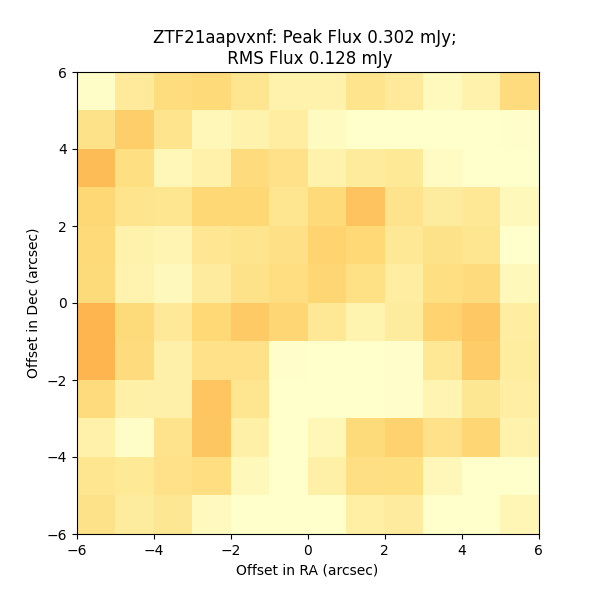 ZTF21aapvxnf: Peak Flux 0.302 mJy;
RMS Flux 0.128 mJy
6
4
2
0
−2
−4
−6
Offset in Dec (arcsec)
−6 −4 −2 0 2 4 6
Offset in RA (arcsec)